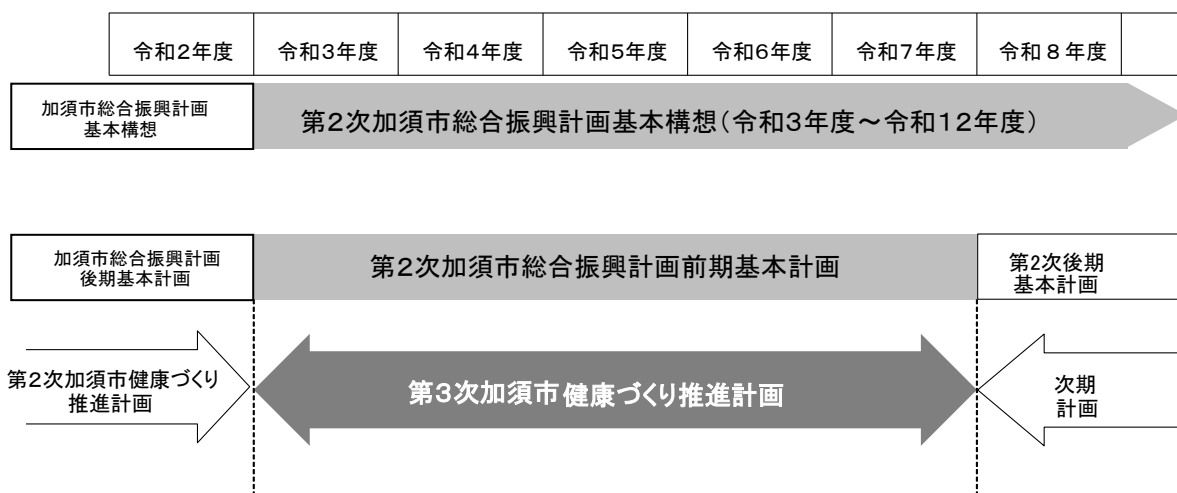 令和2年度 令和3年度 令和4年度 令和5年度 令和6年度 令和7年度 令和8年度
加須市総合振興計画
基本構想
第2次加須市総合振興計画基本構想(令和3年度~令和12年度)
加須市総合振興計画
後期基本計画
第2次加須市総合振興計画前期基本計画
第2次後期
基本計画
第2次加須市健康づくり
推進計画
第3次加須市健康づくり推進計画
次期
計画